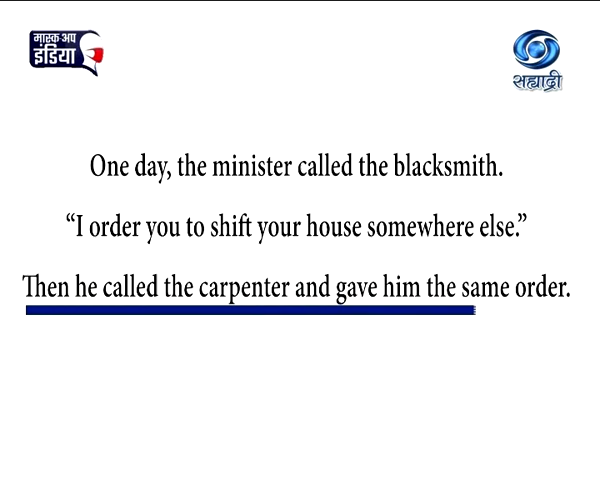 मास्क अप
इंडिया
सह्याद्री
One day, the minister called the blacksmith.
“I order you to shift your house somewhere else.”
Then he called the carpenter and gave him the same order.